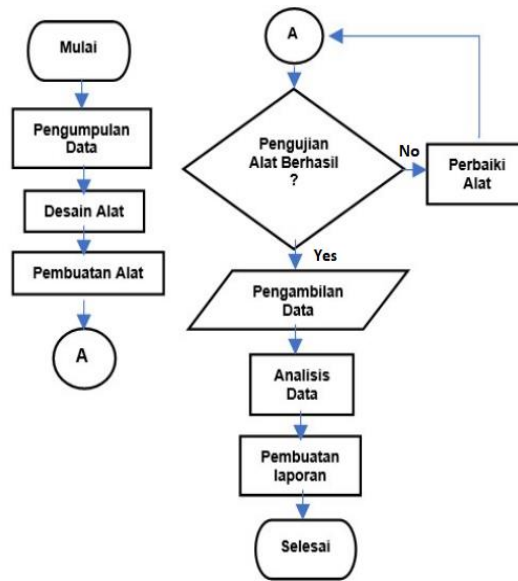 Mulai
Pengumpulan
Data
Desain Alat
Pembuatan Alat
A
A
Pengujian
Alat Berhasil
?
No
Perbaiki
Alat
Yes
Pengambilan
Data
Analisis
Data
Pembuatan
laporan
Selesai